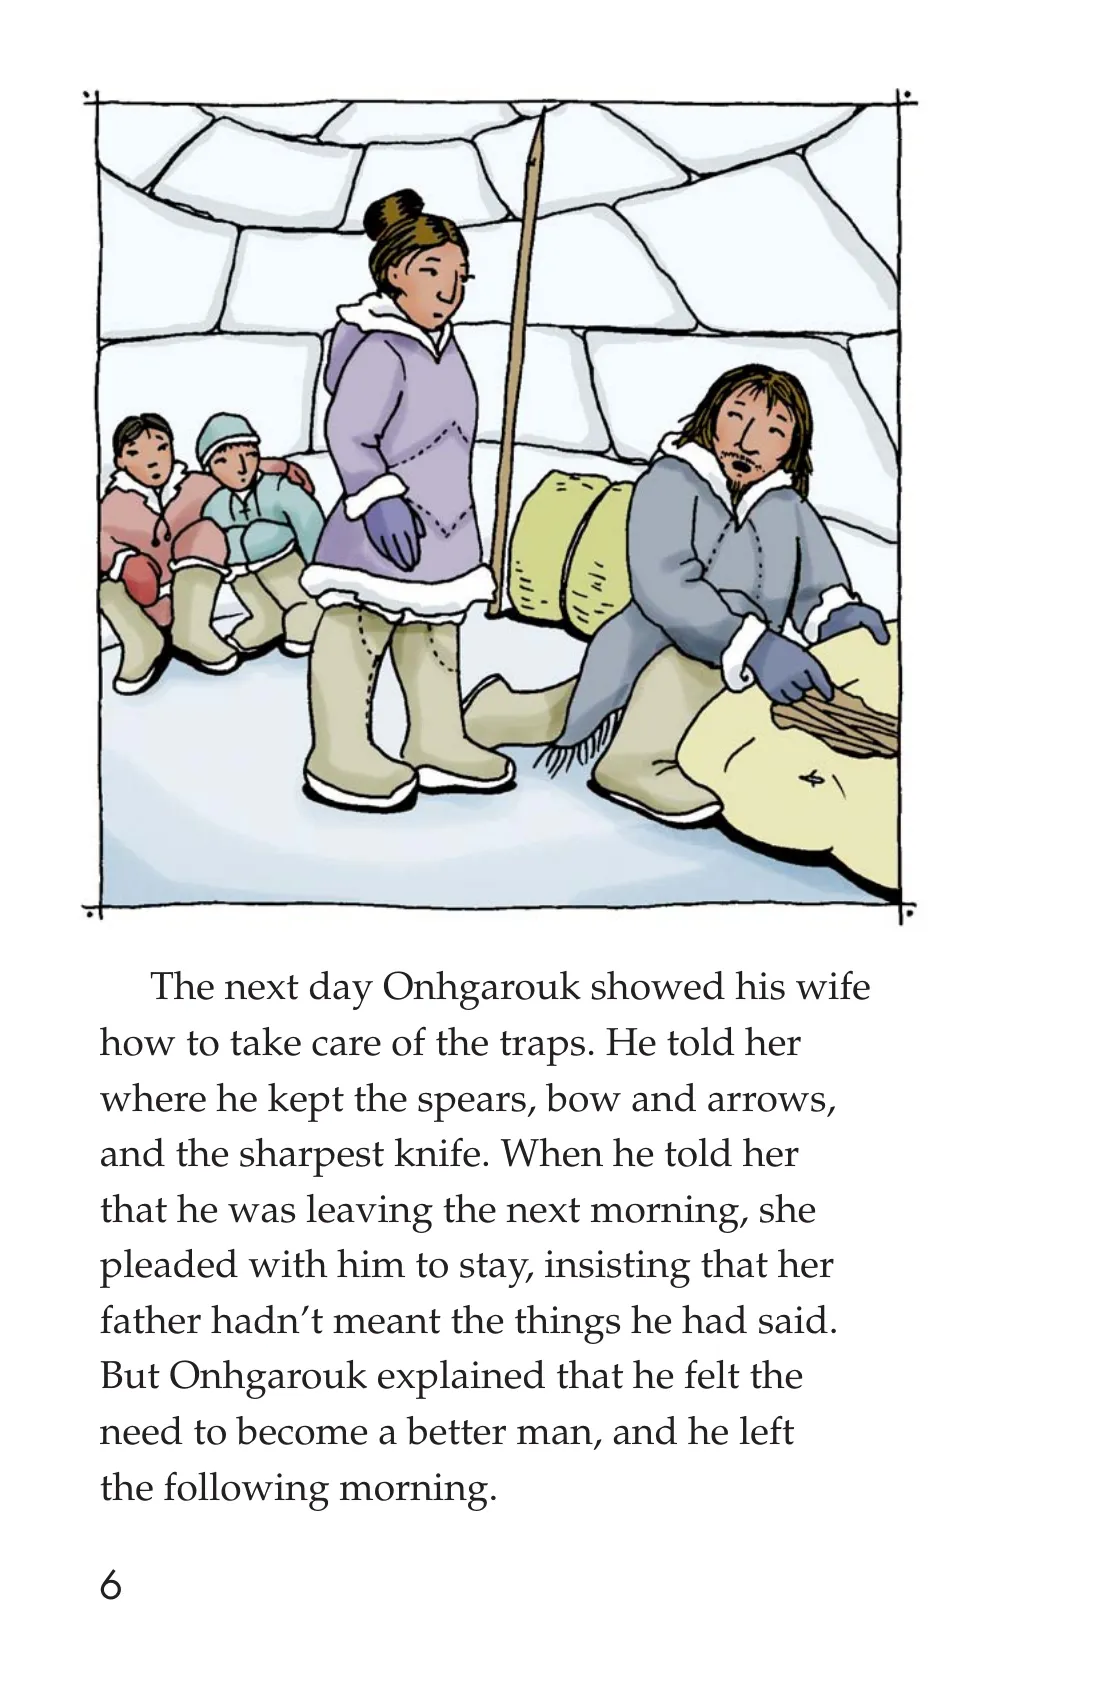 The next day Onhgarouk showed his wife
how to take care of the traps. He told her
where he kept the spears, bow and arrows,
and the sharpest knife. When he told her
that he was leaving the next morning, she
pleaded with him to stay, insisting that her
father hadn’t meant the things he had said.
But Onhgarouk explained that he felt the
need to become a better man, and he left
the following morning.
6